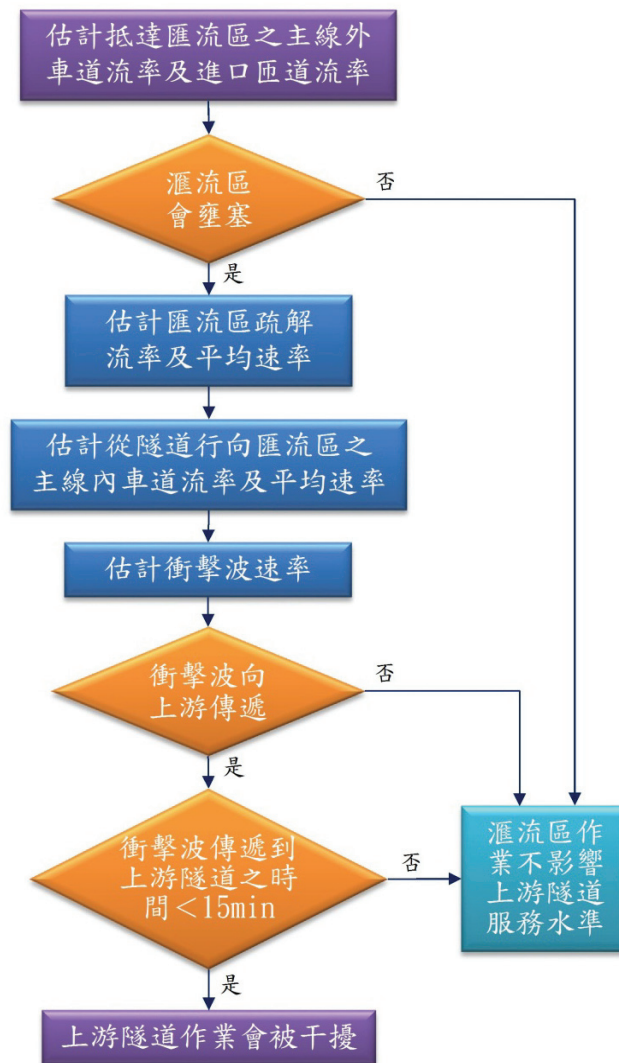 估計抵達匯流區之主線外
車道流率及進口匝道流率
滙流區
會壅塞
否
是
估計匯流區疏解
流率及平均速率
估計從隧道行向匯流區之
主線內車道流率及平均速率
估計衝擊波速率
衝擊波向
上游傳遞
否
是
衝擊波傳遞到
上游隧道之時
間<15min
否
是
滙流區作
業不影響
上游隧道
服務水準
上游隧道作業會被干擾